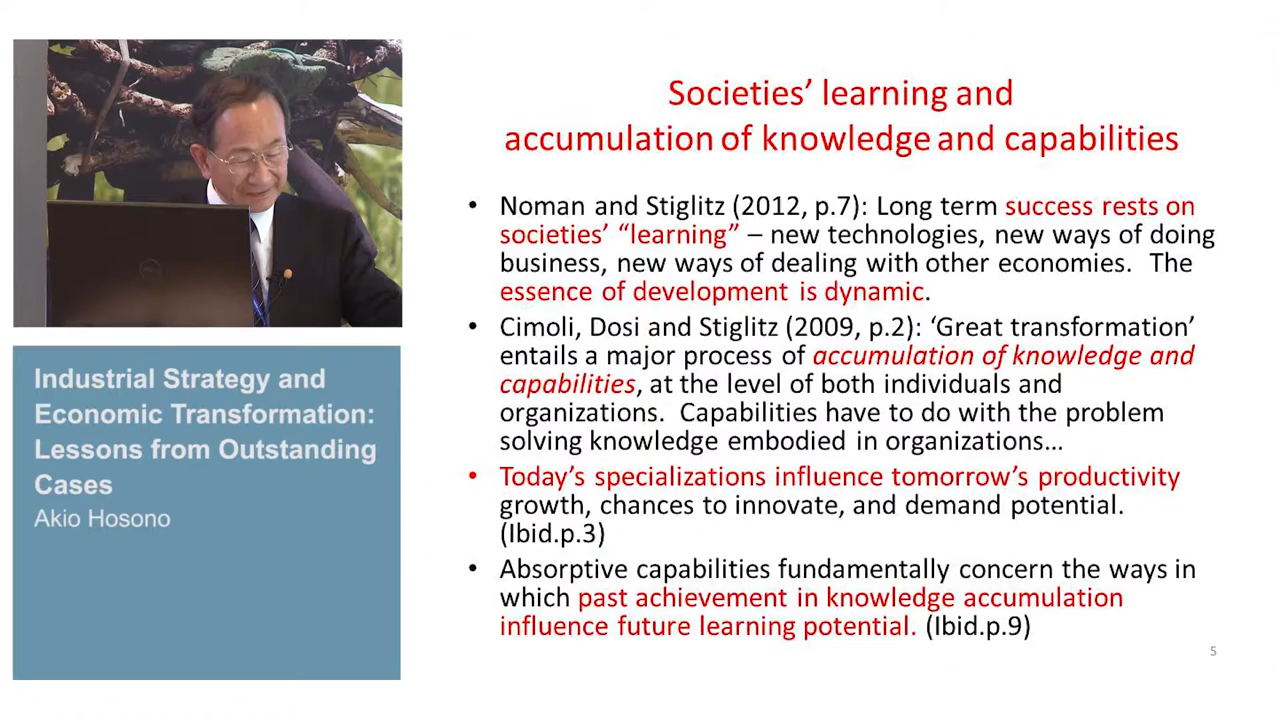 Industrial Strategy and
Economic Transformation:
Lessons from Outstanding
Cases
Akio Hosono
Societies’ learning and
accumulation of knowledge and capabilities
• Noman and Stiglitz (2012, p.7): Long term success rests on
societies’ “learning” – new technologies, new ways of doing
business, new ways of dealing with other economies. The
essence of development is dynamic.
• Cimoli, Dosi and Stiglitz (2009, p.2): ‘Great transformation’
entails a major process of accumulation of knowledge and
capabilities, at the level of both individuals and
organizations. Capabilities have to do with the problem
solving knowledge embodied in organizations…
• Today’s specializations influence tomorrow’s productivity
growth, chances to innovate, and demand potential.
(Ibid.p.3)
• Absorptive capabilities fundamentally concern the ways in
which past achievement in knowledge accumulation
influence future learning potential. (Ibid.p.9)
5